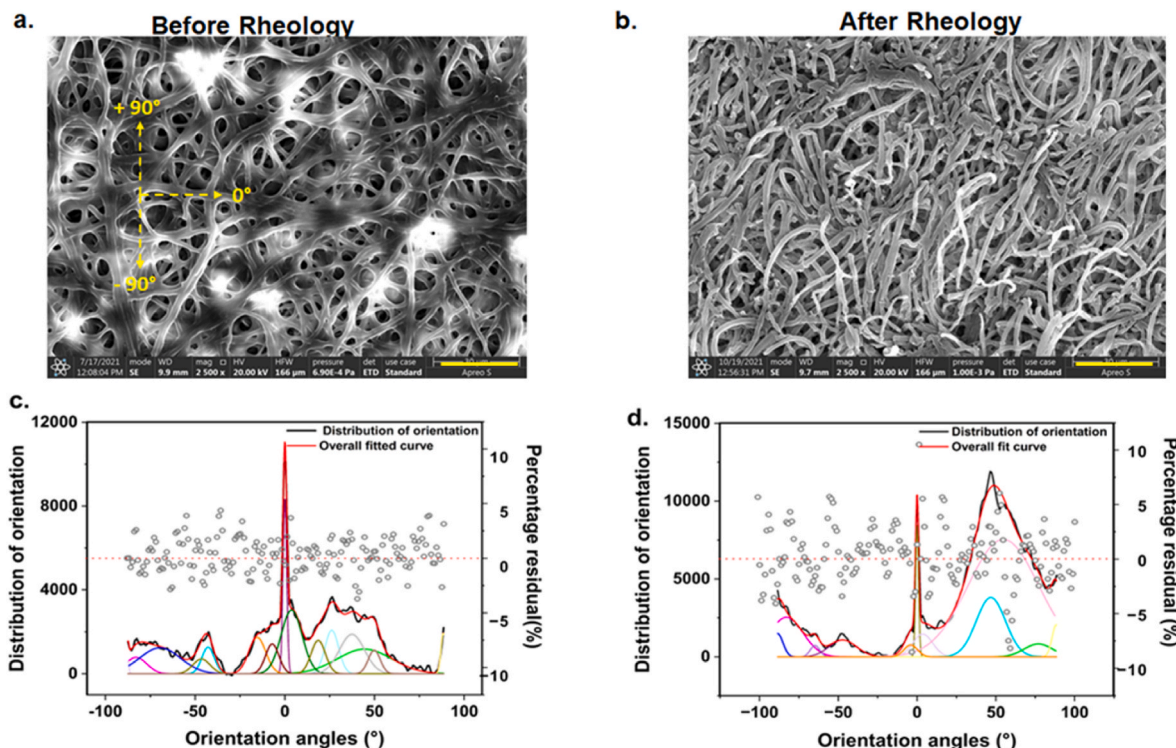 a.
Before Rheology
b.
After Rheology
+ 90°
0°
- 90°
7/17/2021 mode WD mag HV HFW pressure det use case
12:08:04 PM SE 9.9 mm 2 500 x 20.00 kV 166 µm 6.90E-4 Pa ETD Standard Apreo S
10/19/2021 mode WD mag HV HFW pressure det use case
12:56:31 PM SE 9.7 mm 2 500 x 20.00 kV 166 µm 1.00E-3 Pa ETD Standard Apreo S
c.
Distribution of orientation
12000
8000
4000
0
Distribution of orientation
Overall fitted curve
10
5
0
-5
-10
Percentage residual(%)
-100 -50 0 50 100
Orientation angles (°)
d.
Distribution of orientation
15000
10000
5000
0
Distribution of orientation
Overall fit curve
10
5
0
-5
-10
Percentage residual(%)
−100 −50 0 50 100
Orientation angles (°)